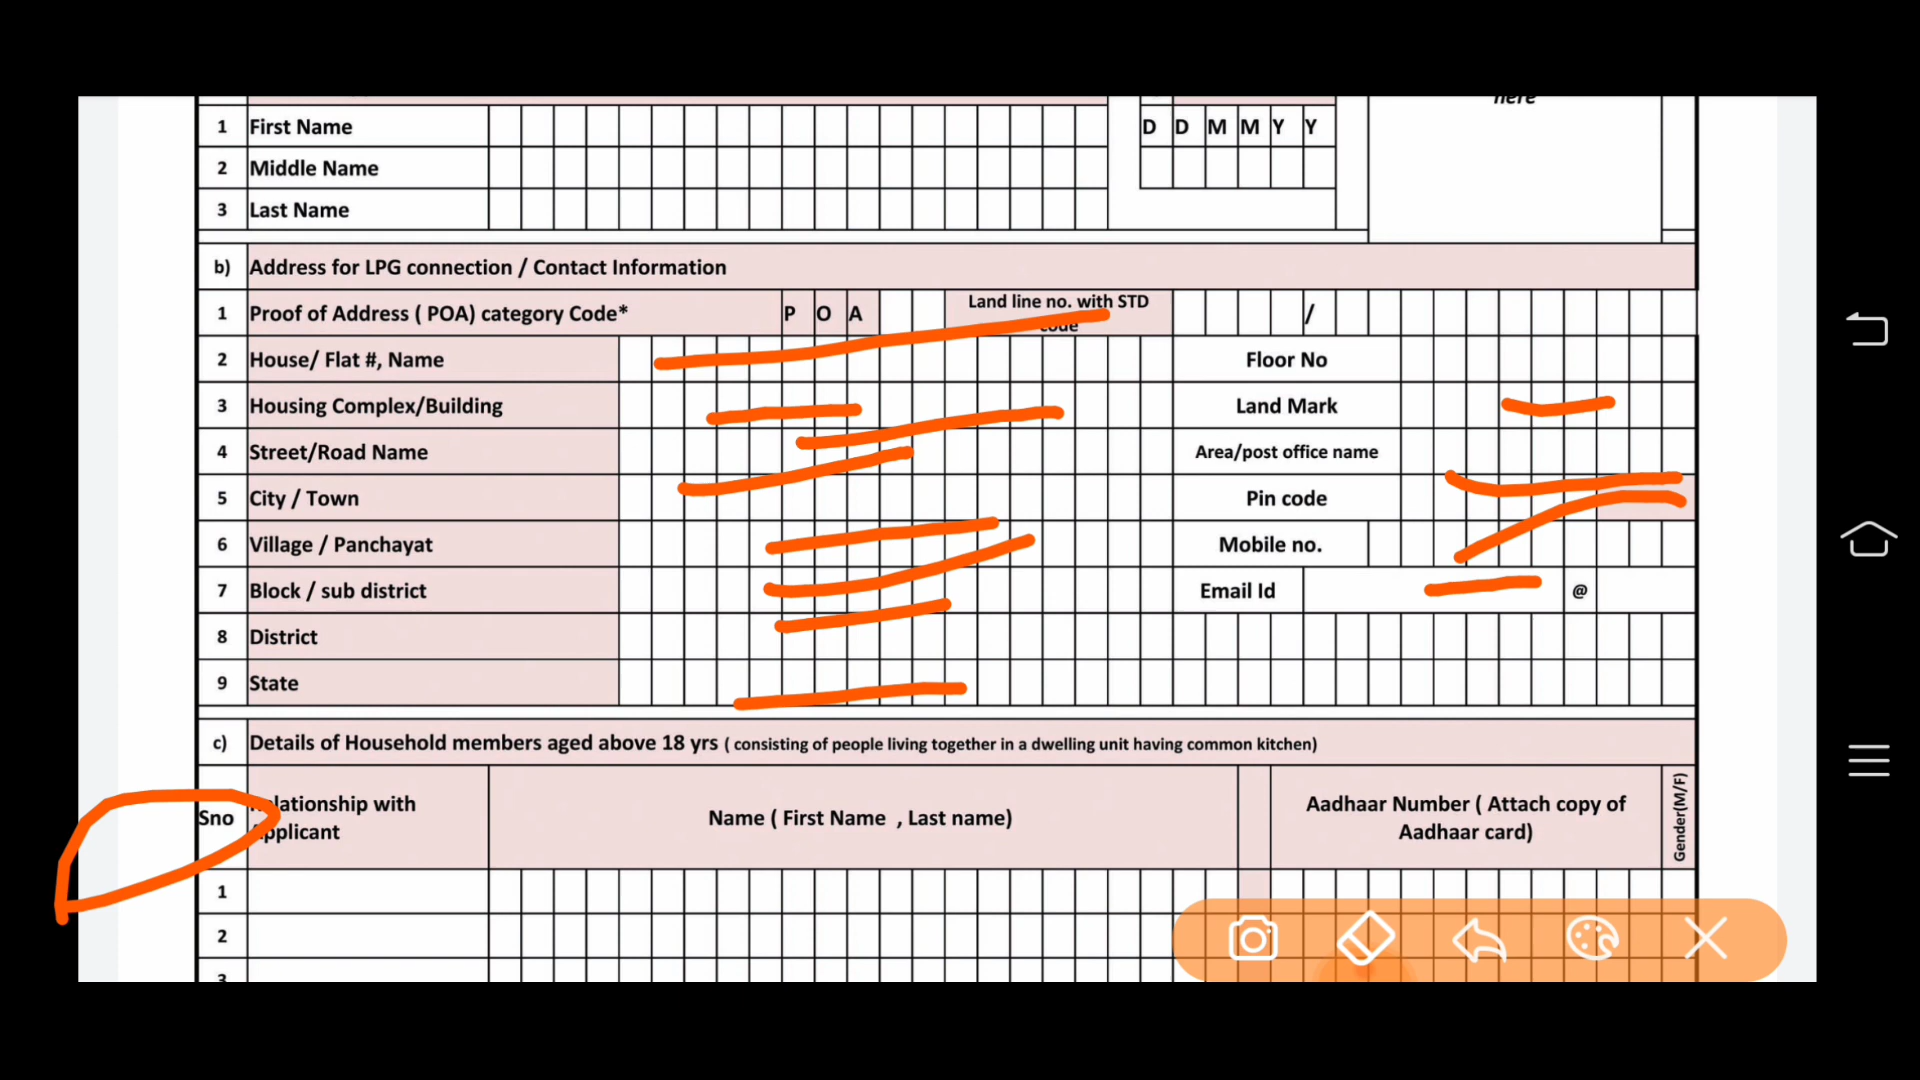 here
1 First Name D D M M Y Y
2 Middle Name
3 Last Name
b) Address for LPG connection / Contact Information
1 Proof of Address ( POA) category Code* P O A Land line no. with STD code /
2 House/ Flat #, Name Floor No
3 Housing Complex/Building Land Mark
4 Street/Road Name Area/post office name
5 City / Town Pin code
6 Village / Panchayat Mobile no.
7 Block / sub district Email Id @
8 District
9 State
c) Details of Household members aged above 18 yrs ( consisting of people living together in a dwelling unit having common kitchen)
Sno Relationship with Applicant Name ( First Name , Last name) Aadhaar Number ( Attach copy of Aadhaar card) Gender(M/F)
1
2
3